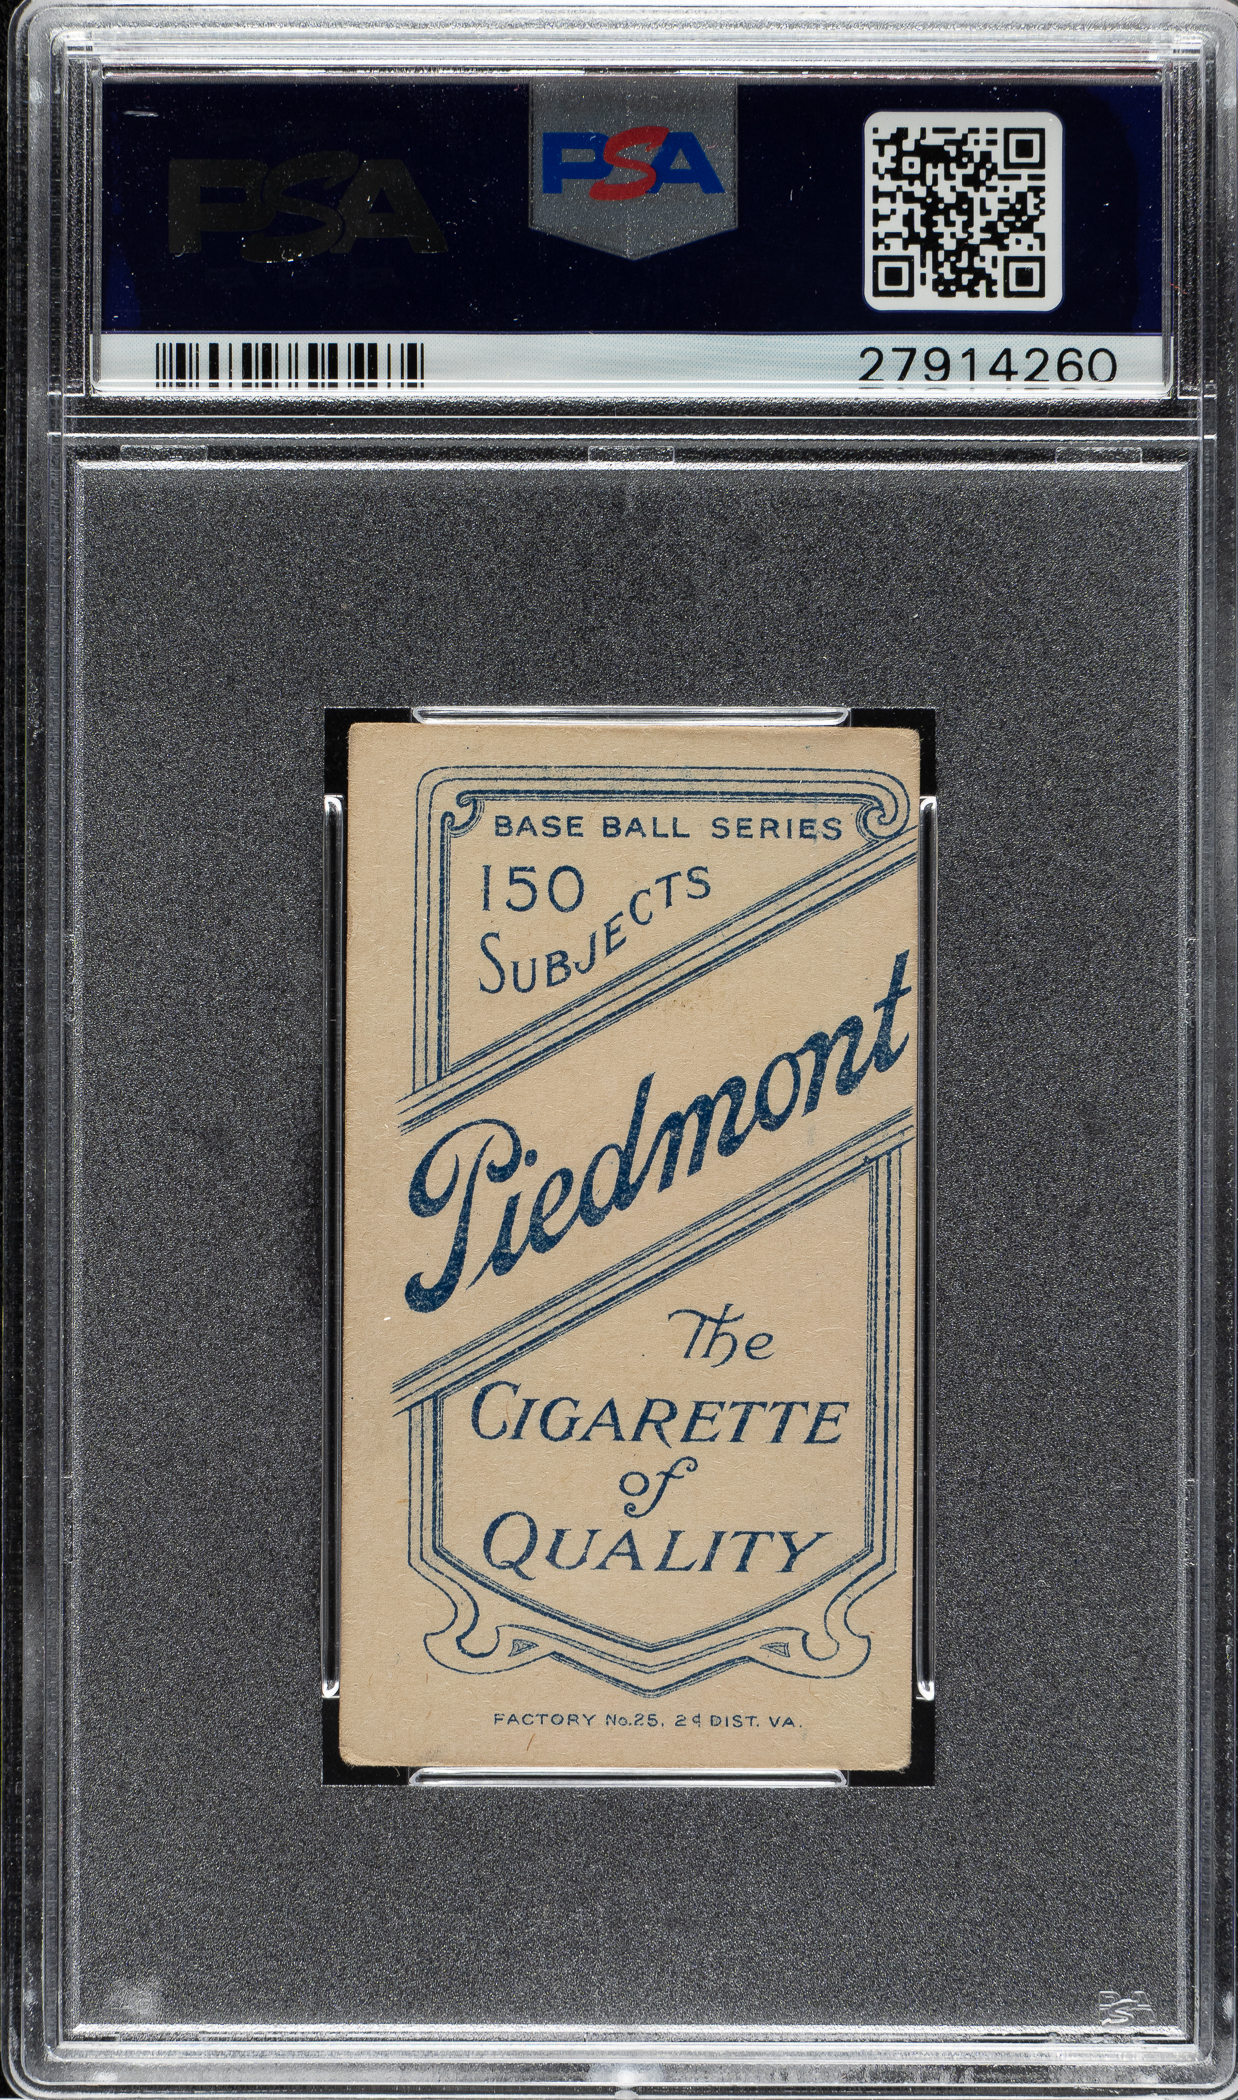 PSA
PSA
27914260
BASE BALL SERIES
150
SUBJECTS
Piedmont
The
CIGARETTE
of
QUALITY
FACTORY No.25, 2d DIST. VA.
PSA